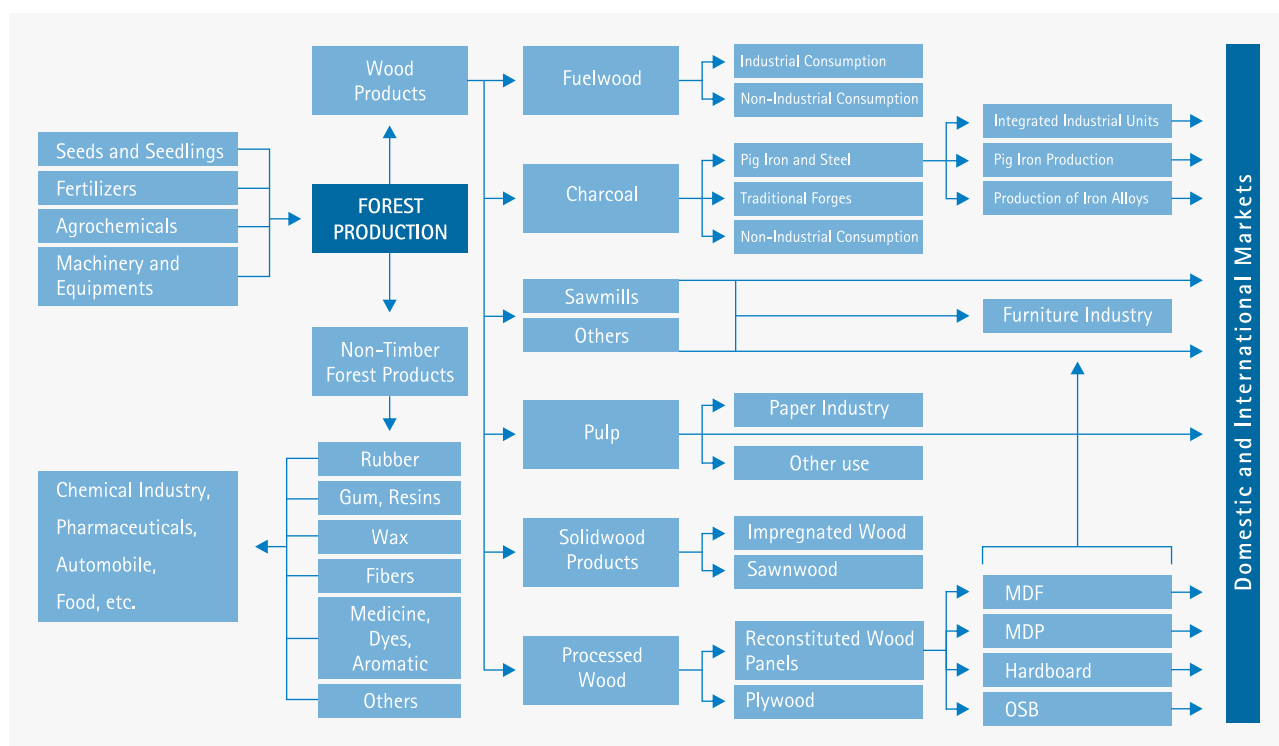 Wood
Products
Seeds and Seedlings
Fertilizers
Agrochemicals
Machinery and
Equipments
FOREST
PRODUCTION
Non-Timber
Forest Products
Rubber
Gum, Resins
Wax
Fibers
Medicine,
Dyes,
Aromatic
Others
Chemical Industry,
Pharmaceuticals,
Automobile,
Food, etc.
Fuelwood
Industrial Consumption
Non-Industrial Consumption
Charcoal
Pig Iron and Steel
Traditional Forges
Non-Industrial Consumption
Integrated Industrial Units
Pig Iron Production
Production of Iron Alloys
Sawmills
Others
Furniture Industry
Pulp
Paper Industry
Other use
Solidwood
Products
Impregnated Wood
Sawnwood
Processed
Wood
Reconstituted Wood
Panels
Plywood
MDF
MDP
Hardboard
OSB
Domestic and International Markets